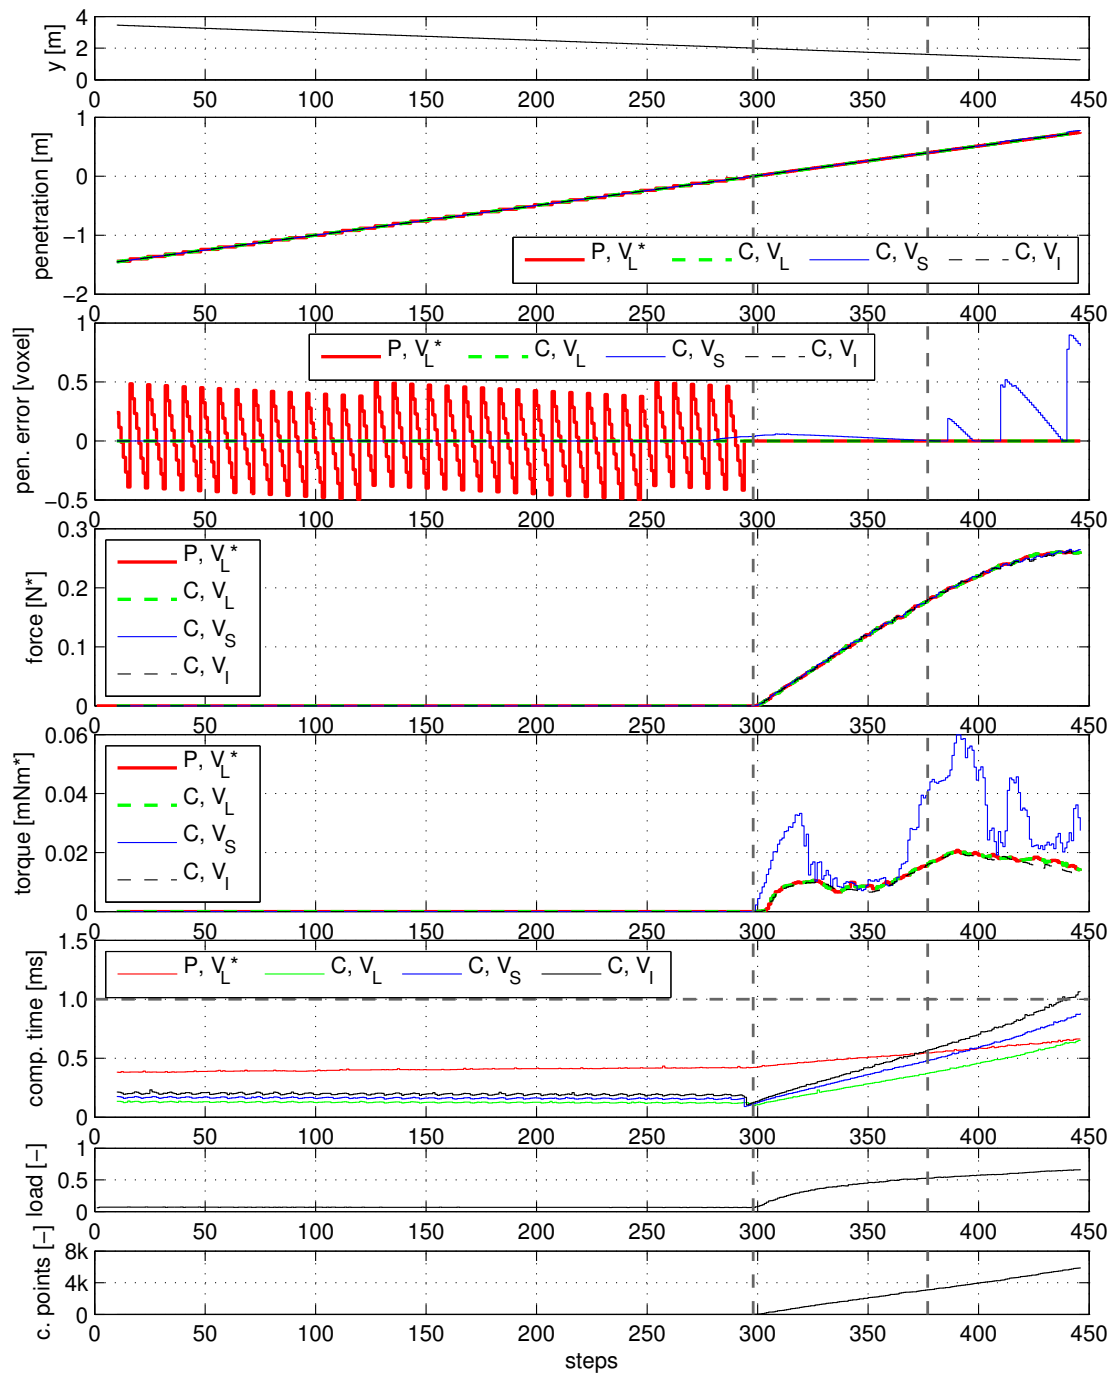 4
2
0
y [m]
0 50 100 150 200 250 300 350 400 450
1
0
−1
−2
penetration [m]
P, V_L* C, V_L C, V_S C, V_I
1
0.5
0
−0.5
pen. error [voxel]
P, V_L* C, V_L C, V_S C, V_I
0 50 100 150 200 250 300 350 400 450
0.3
0.2
0.1
0
force [N*]
P, V_L*
C, V_L
C, V_S
C, V_I
0 50 100 150 200 250 300 350 400 450
0 50 100 150 200 250 300 350 400 450
0.06
0.04
0.02
0
torque [mNm*]
P, V_L*
C, V_L
C, V_S
C, V_I
0 50 100 150 200 250 300 350 400 450
1.5
1.0
0.5
0
comp. time [ms]
P, V_L* C, V_L C, V_S C, V_I
0 50 100 150 200 250 300 350 400 450
1
0.5
0
load [−]
0 50 100 150 200 250 300 350 400 450
8k
4k
0
c. points [−]
0 50 100 150 200 250 300 350 400 450
steps